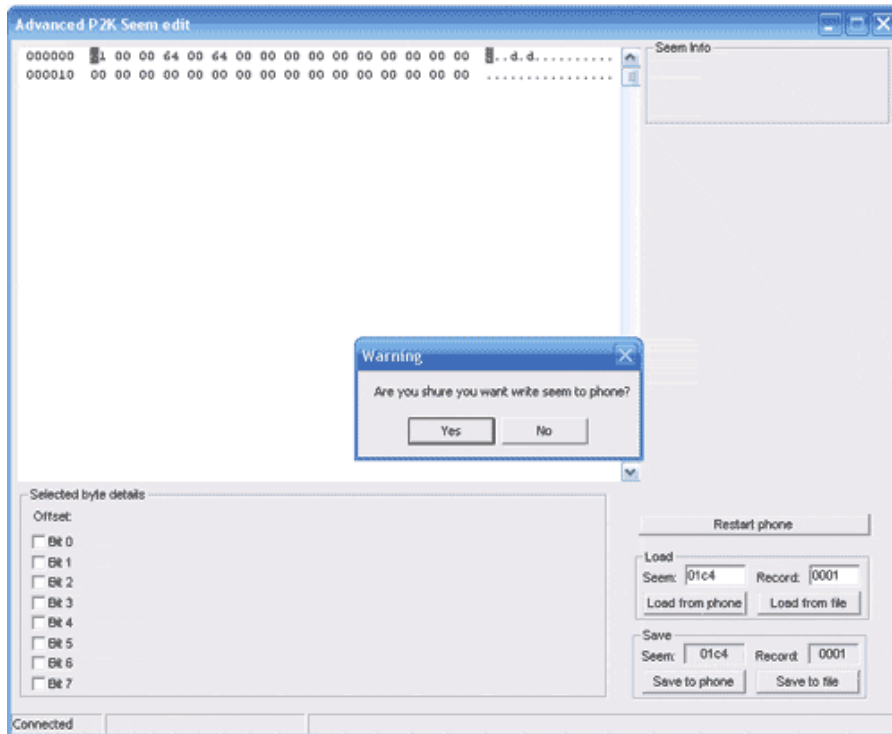 Advanced P2K Seem edit
000000 1 00 00 64 00 64 00 00 00 00 00 00 00 00 00 00 ..d.d..........
000010 00 00 00 00 00 00 00 00 00 00 00 00 00 00 00 00 ................
Seem Info
Warning
Are you shure you want write seem to phone?
Yes No
Selected byte details
Offset:
Bit 0
Bit 1
Bit 2
Bit 3
Bit 4
Bit 5
Bit 6
Bit 7
Restart phone
Load
Seem: 01c4 Record: 0001
Load from phone Load from file
Save
Seem: 01c4 Record: 0001
Save to phone Save to file
Connected